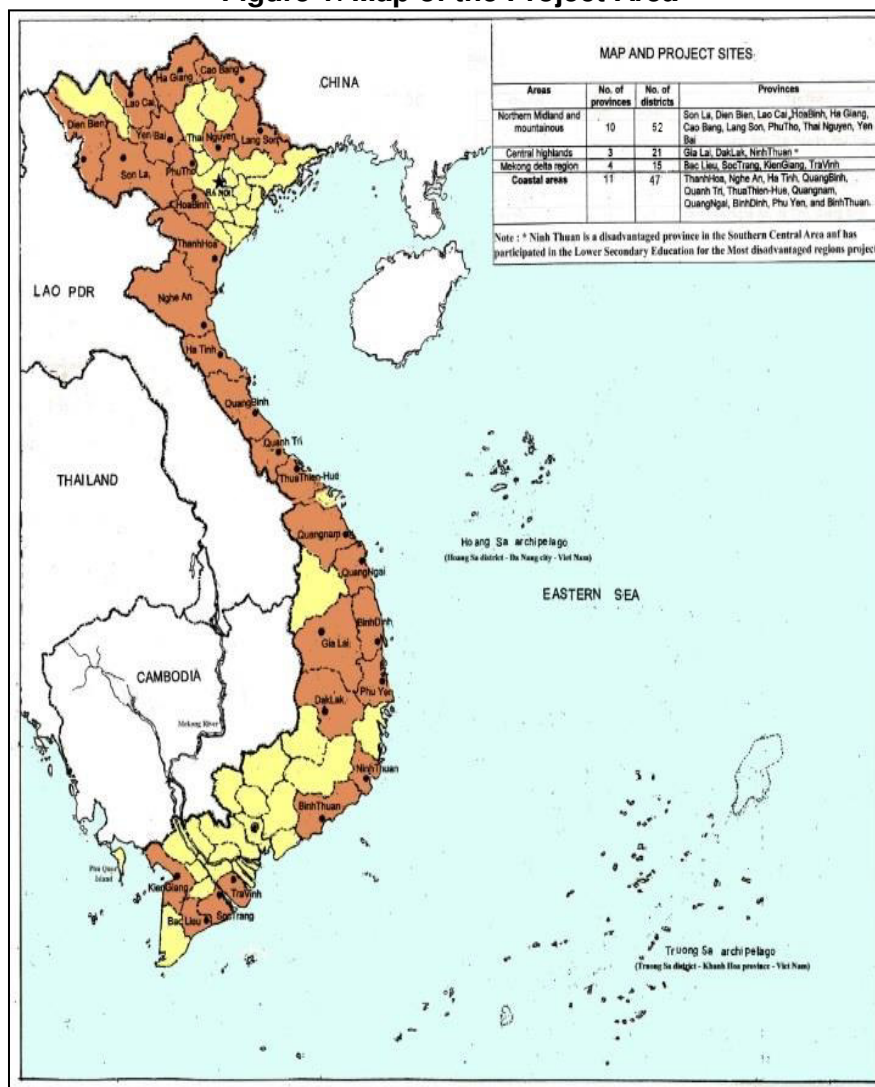 Figure 1. Map of the Project Area
MAP AND PROJECT SITES
Areas No. of provinces No. of districts Provinces
Northern Midland and mountainous 10 52 Son La, Dien Bien, Lao Cai, HoaBinh, Ha Giang,
Cao Bang, Lang Son, PhuTho, Thai Nguyen, Yen
Bai
Central highlands 3 21 Gia Lai, DakLak, NinhThuan *
Mekong delta region 4 15 Bac Lieu, SocTrang, KienGiang, TraVinh
Coastal areas 11 47 ThanhHoa, Nghe An, Ha Tinh, QuangBinh,
Quanh Tri, ThuaThien-Hue, Quangnam,
QuangNgai, BinhDinh, Phu Yen, and BinhThuan.
Note : * Ninh Thuan is a disadvantaged province in the Southern Central Area anf has
participated in the Lower Secondary Education for the Most disadvantaged regions project
CHINA
Ha Giang
Cao Bang
Lao Cai
Dien Bien
Yen Bai
Thai Nguyen
Lang Son
Son La
PhuTho
HA NOI
HoaBinh
ThanhHoa
LAO PDR
Nghe An
Ha Tinh
QuangBinh
Quanh Tri
ThuaThien-Hue
THAILAND
Quangnam
Hoang Sa archipelago
(Hoang Sa district - Da Nang city - Viet Nam)
QuangNgai
EASTERN SEA
BinhDinh
Gia Lai
CAMBODIA
Phu Yen
DakLak
Mekong River
NinhThuan
BinhThuan
Phu Quoc
Island
KienGiang
TraVinh
SocTrang
Bac Lieu
Truong Sa archipelago
(Truong Sa district - Khanh Hoa province - Viet Nam)